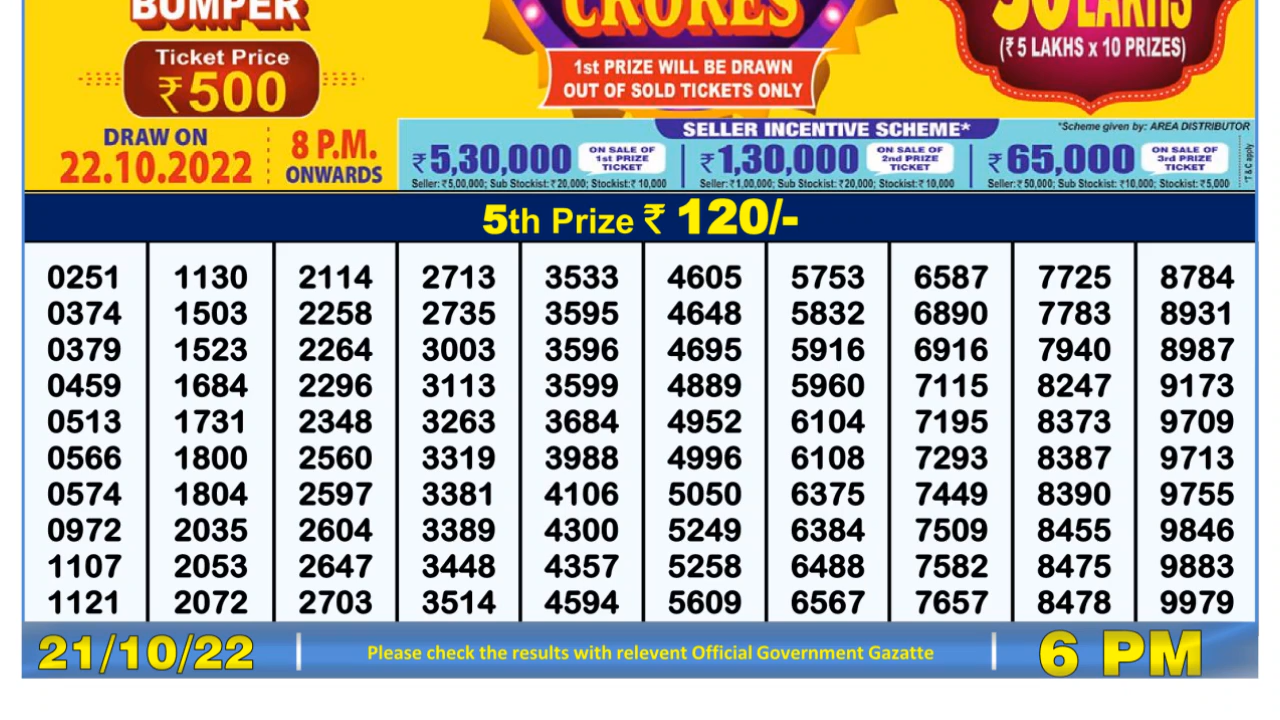 BUMPER
Ticket Price
₹500
DRAW ON
22.10.2022
8 P.M.
ONWARDS
CRORES
1st PRIZE WILL BE DRAWN
OUT OF SOLD TICKETS ONLY
50 LAKHS
(₹5 LAKHS x 10 PRIZES)
SELLER INCENTIVE SCHEME*
*Scheme given by: AREA DISTRIBUTOR
₹5,30,000 ON SALE OF 1st PRIZE TICKET
Seller: ₹5,00,000; Sub Stockist: ₹20,000; Stockist: ₹10,000
₹1,30,000 ON SALE OF 2nd PRIZE TICKET
Seller: ₹1,00,000; Sub Stockist: ₹20,000; Stockist: ₹10,000
₹65,000 ON SALE OF 3rd PRIZE TICKET
Seller: ₹50,000; Sub Stockist: ₹10,000; Stockist: ₹5,000
*T & C apply
5th Prize ₹ 120/-
0251 1130 2114 2713 3533 4605 5753 6587 7725 8784
0374 1503 2258 2735 3595 4648 5832 6890 7783 8931
0379 1523 2264 3003 3596 4695 5916 6916 7940 8987
0459 1684 2296 3113 3599 4889 5960 7115 8247 9173
0513 1731 2348 3263 3684 4952 6104 7195 8373 9709
0566 1800 2560 3319 3988 4996 6108 7293 8387 9713
0574 1804 2597 3381 4106 5050 6375 7449 8390 9755
0972 2035 2604 3389 4300 5249 6384 7509 8455 9846
1107 2053 2647 3448 4357 5258 6488 7582 8475 9883
1121 2072 2703 3514 4594 5609 6567 7657 8478 9979
21/10/22
Please check the results with relevent Official Government Gazatte
6 PM